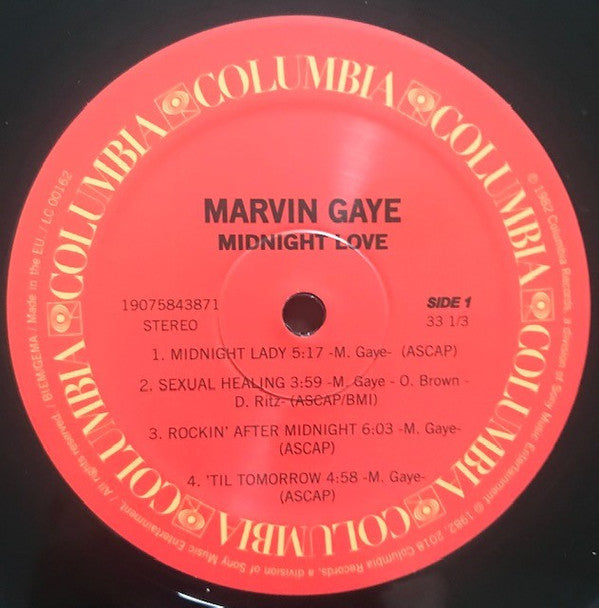 COLUMBIA COLUMBIA COLUMBIA COLUMBIA COLUMBIA COLUMBIA COLUMBIA
MARVIN GAYE
MIDNIGHT LOVE
19075843871
STEREO
SIDE 1
33 1/3
1. MIDNIGHT LADY 5:17 -M. Gaye- (ASCAP)
2. SEXUAL HEALING 3:59 -M. Gaye - O. Brown -
D. Ritz- (ASCAP/BMI)
3. ROCKIN' AFTER MIDNIGHT 6:03 -M. Gaye-
(ASCAP)
4. 'TIL TOMORROW 4:58 -M. Gaye-
(ASCAP)
℗ 1982 Columbia Records, a division of Sony Music Entertainment © 1982, 2018 Columbia Records, a division of Sony Music Entertainment. / All rights reserved / BIEM/GEMA / Made in the EU. / LC 00162